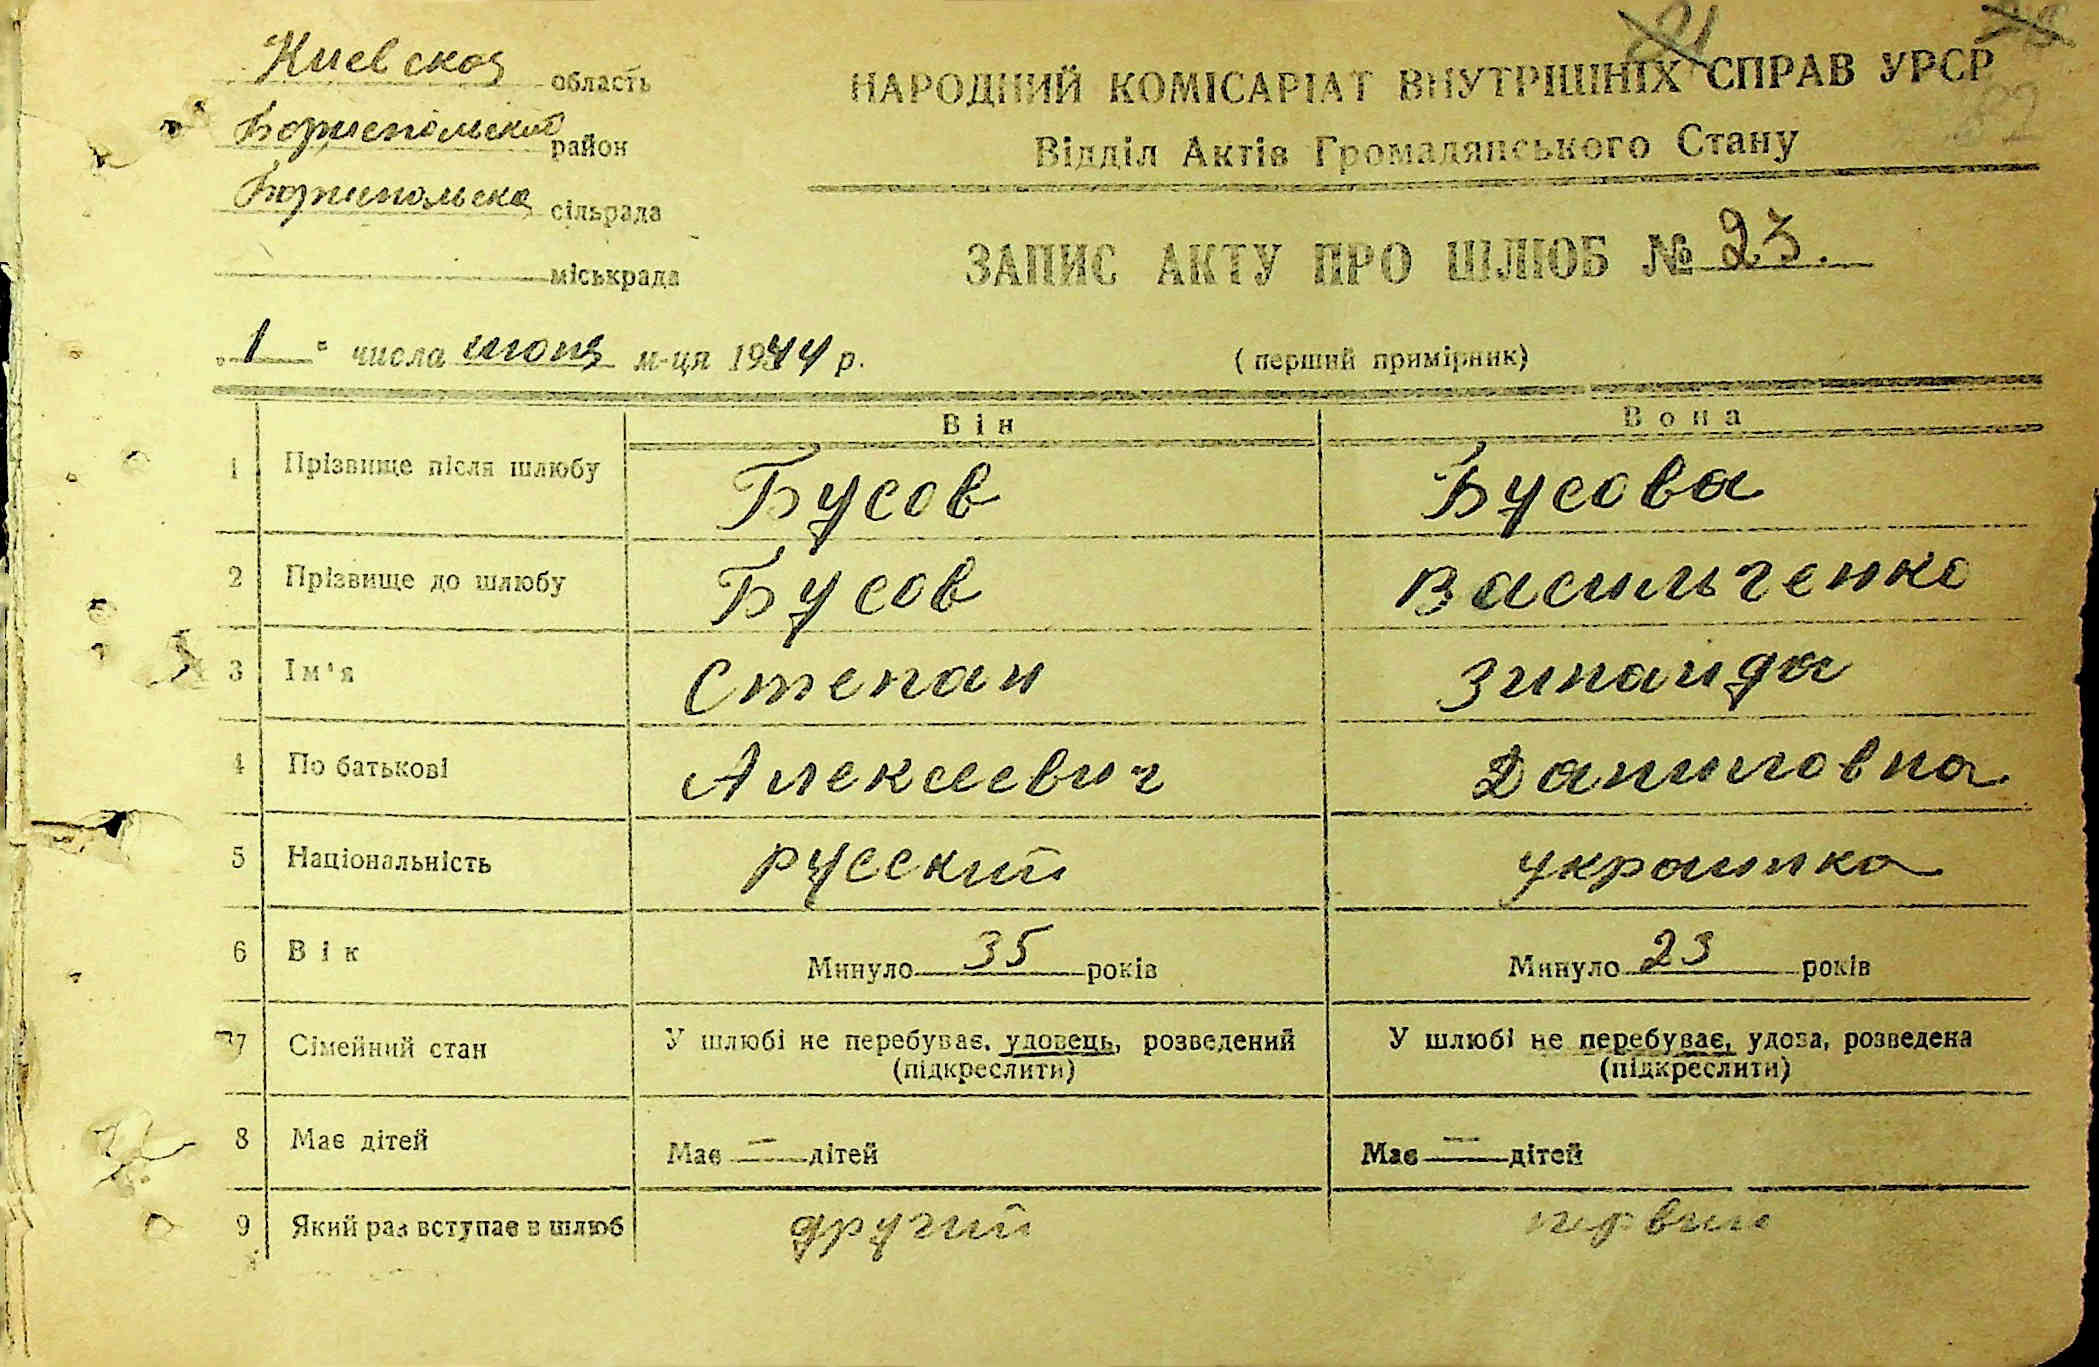 Киевская область
Бориспольский район
Бориспольская сільрада
міськрада
НАРОДНИЙ КОМІСАРІАТ ВНУТРІШНІХ СПРАВ УРСР
Відділ Актів Громадянського Стану
ЗАПИС АКТУ ПРО ШЛЮБ № 23.
„1“ числа июня м-ця 1944 р.
(перший примірник)
Він Вона
1 Прізвище після шлюбу Бусов Бусова
2 Прізвище до шлюбу Бусов Васильченко
3 Ім'я Степан Зинаида
4 По батькові Алексеевич Даниловна
5 Національність русский украинка
6 Вік Минуло 35 років Минуло 23 років
7 Сімейний стан У шлюбі не перебуває, удовець, розведений У шлюбі не перебуває, удова, розведена
(підкреслити) (підкреслити)
8 Має дітей Має — дітей Має — дітей
9 Який раз вступає в шлюб другий